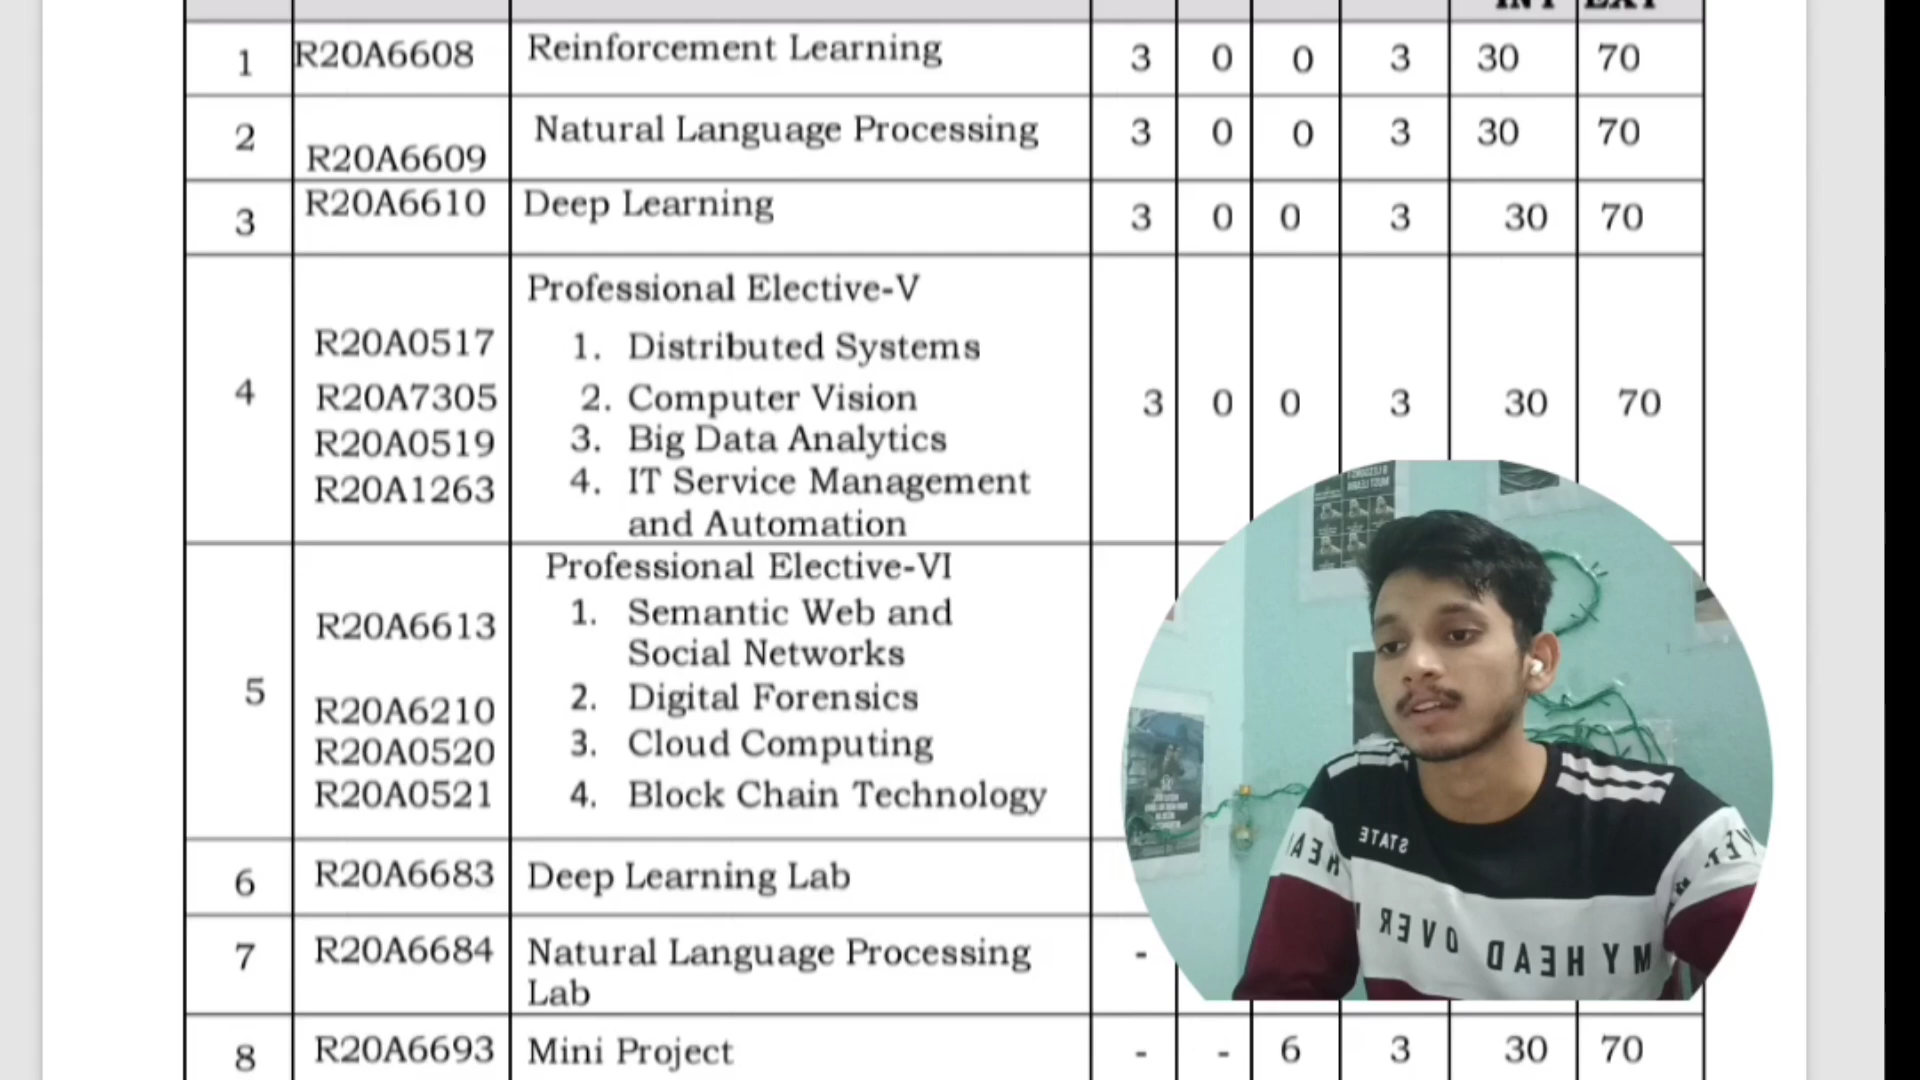 INT EXT
1 R20A6608 Reinforcement Learning 3 0 0 3 30 70
2 R20A6609 Natural Language Processing 3 0 0 3 30 70
3 R20A6610 Deep Learning 3 0 0 3 30 70
Professional Elective-V
R20A0517 1. Distributed Systems
4 R20A7305 2. Computer Vision 3 0 0 3 30 70
R20A0519 3. Big Data Analytics
R20A1263 4. IT Service Management
and Automation
Professional Elective-VI
R20A6613 1. Semantic Web and
Social Networks
5 R20A6210 2. Digital Forensics
R20A0520 3. Cloud Computing
R20A0521 4. Block Chain Technology
6 R20A6683 Deep Learning Lab
7 R20A6684 Natural Language Processing -
Lab
8 R20A6693 Mini Project - - 6 3 30 70
STATE
MY HEAD OVER